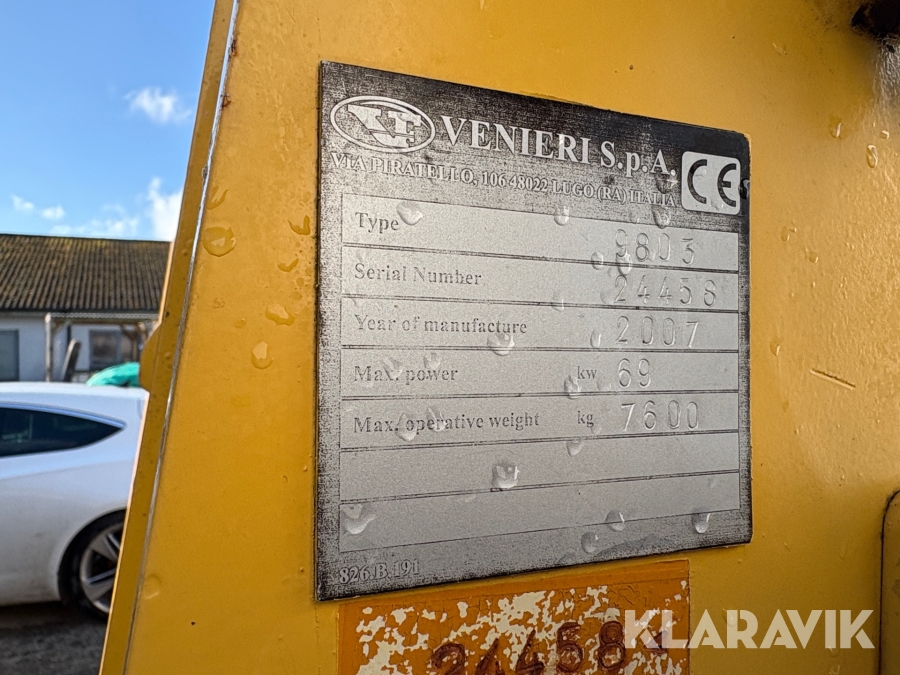 VF VENIERI S.p.A.
VIA PIRATELLO, 106 48022 LUGO (RA) ITALIA
CE
Type 9803
Serial Number 24458
Year of manufacture 2007
Max. power kw 69
Max. operative weight kg 7600
826.B.191
24458
KLARAVIK